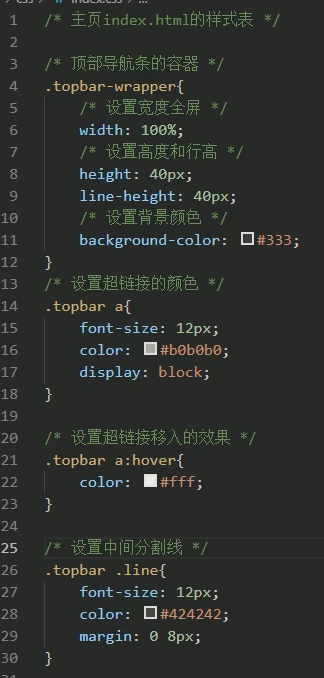 css > # index.css > ...
1 /* 主页index.html的样式表 */
2
3 /* 顶部导航条的容器 */
4 .topbar-wrapper{
5 /* 设置宽度全屏 */
6 width: 100%;
7 /* 设置高度和行高 */
8 height: 40px;
9 line-height: 40px;
10 /* 设置背景颜色 */
11 background-color: #333;
12 }
13 /* 设置超链接的颜色 */
14 .topbar a{
15 font-size: 12px;
16 color: #b0b0b0;
17 display: block;
18 }
19
20 /* 设置超链接移入的效果 */
21 .topbar a:hover{
22 color: #fff;
23 }
24
25 /* 设置中间分割线 */
26 .topbar .line{
27 font-size: 12px;
28 color: #424242;
29 margin: 0 8px;
30 }